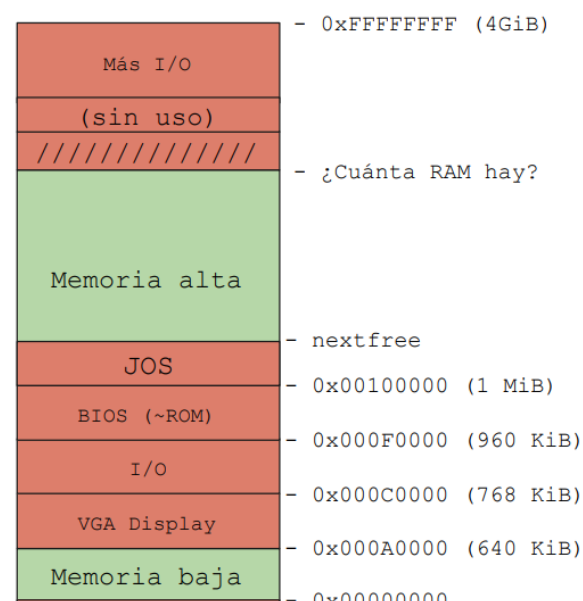 - 0xFFFFFFFF (4GiB)
Más I/O
(sin uso)
//////////////
- ¿Cuánta RAM hay?
Memoria alta
- nextfree
JOS
- 0x00100000 (1 MiB)
BIOS (~ROM)
- 0x000F0000 (960 KiB)
I/O
- 0x000C0000 (768 KiB)
VGA Display
- 0x000A0000 (640 KiB)
Memoria baja
- 0x00000000